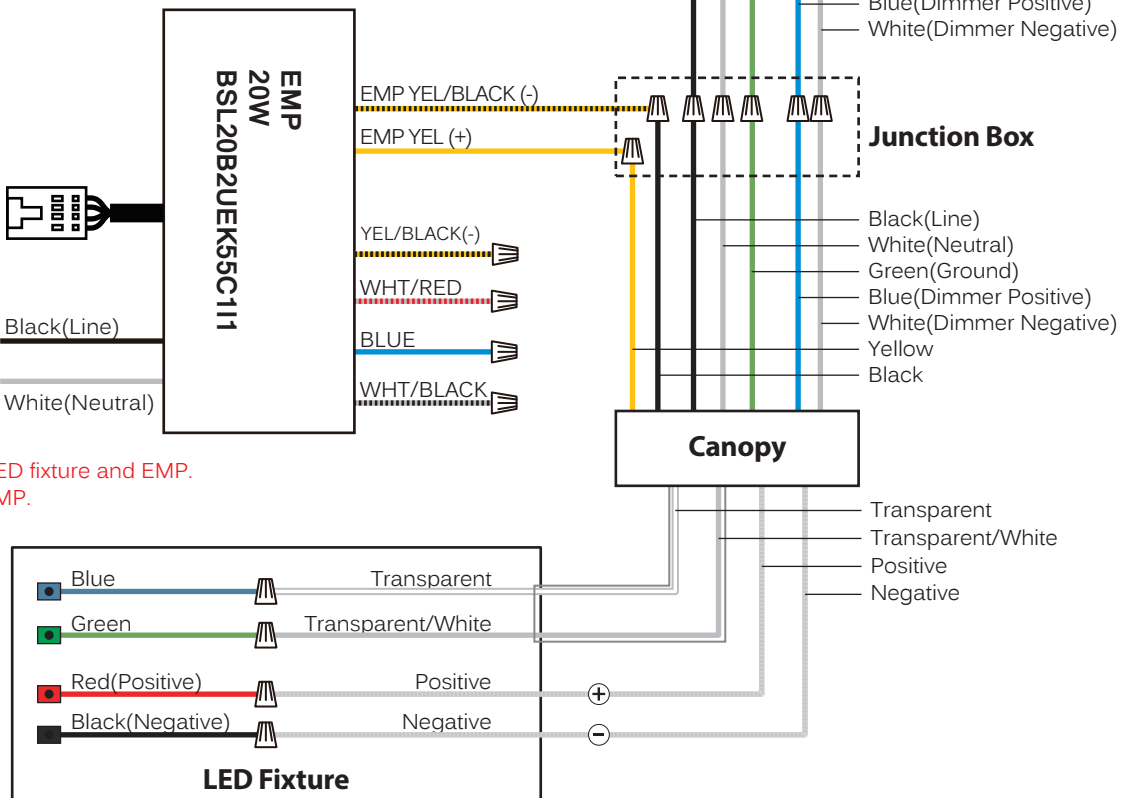 Blue(Dimmer Positive)
White(Dimmer Negative)
EMP
20W
BSL20B2UEK55C1I1
EMP YEL/BLACK (-)
EMP YEL (+)
Junction Box
YEL/BLACK(-)
WHT/RED
BLUE
WHT/BLACK
Black(Line)
White(Neutral)
Black(Line)
White(Neutral)
Green(Ground)
Blue(Dimmer Positive)
White(Dimmer Negative)
Yellow
Black
Canopy
ED fixture and EMP.
MP.
Transparent
Transparent/White
Positive
Negative
Blue
Transparent
Green
Transparent/White
Red(Positive)
Positive
+
Black(Negative)
Negative
−
LED Fixture